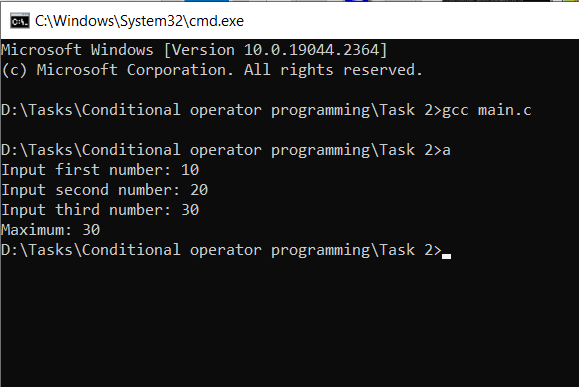 C:\Windows\System32\cmd.exe
Microsoft Windows [Version 10.0.19044.2364]
(c) Microsoft Corporation. All rights reserved.
D:\Tasks\Conditional operator programming\Task 2>gcc main.c
D:\Tasks\Conditional operator programming\Task 2>a
Input first number: 10
Input second number: 20
Input third number: 30
Maximum: 30
D:\Tasks\Conditional operator programming\Task 2>